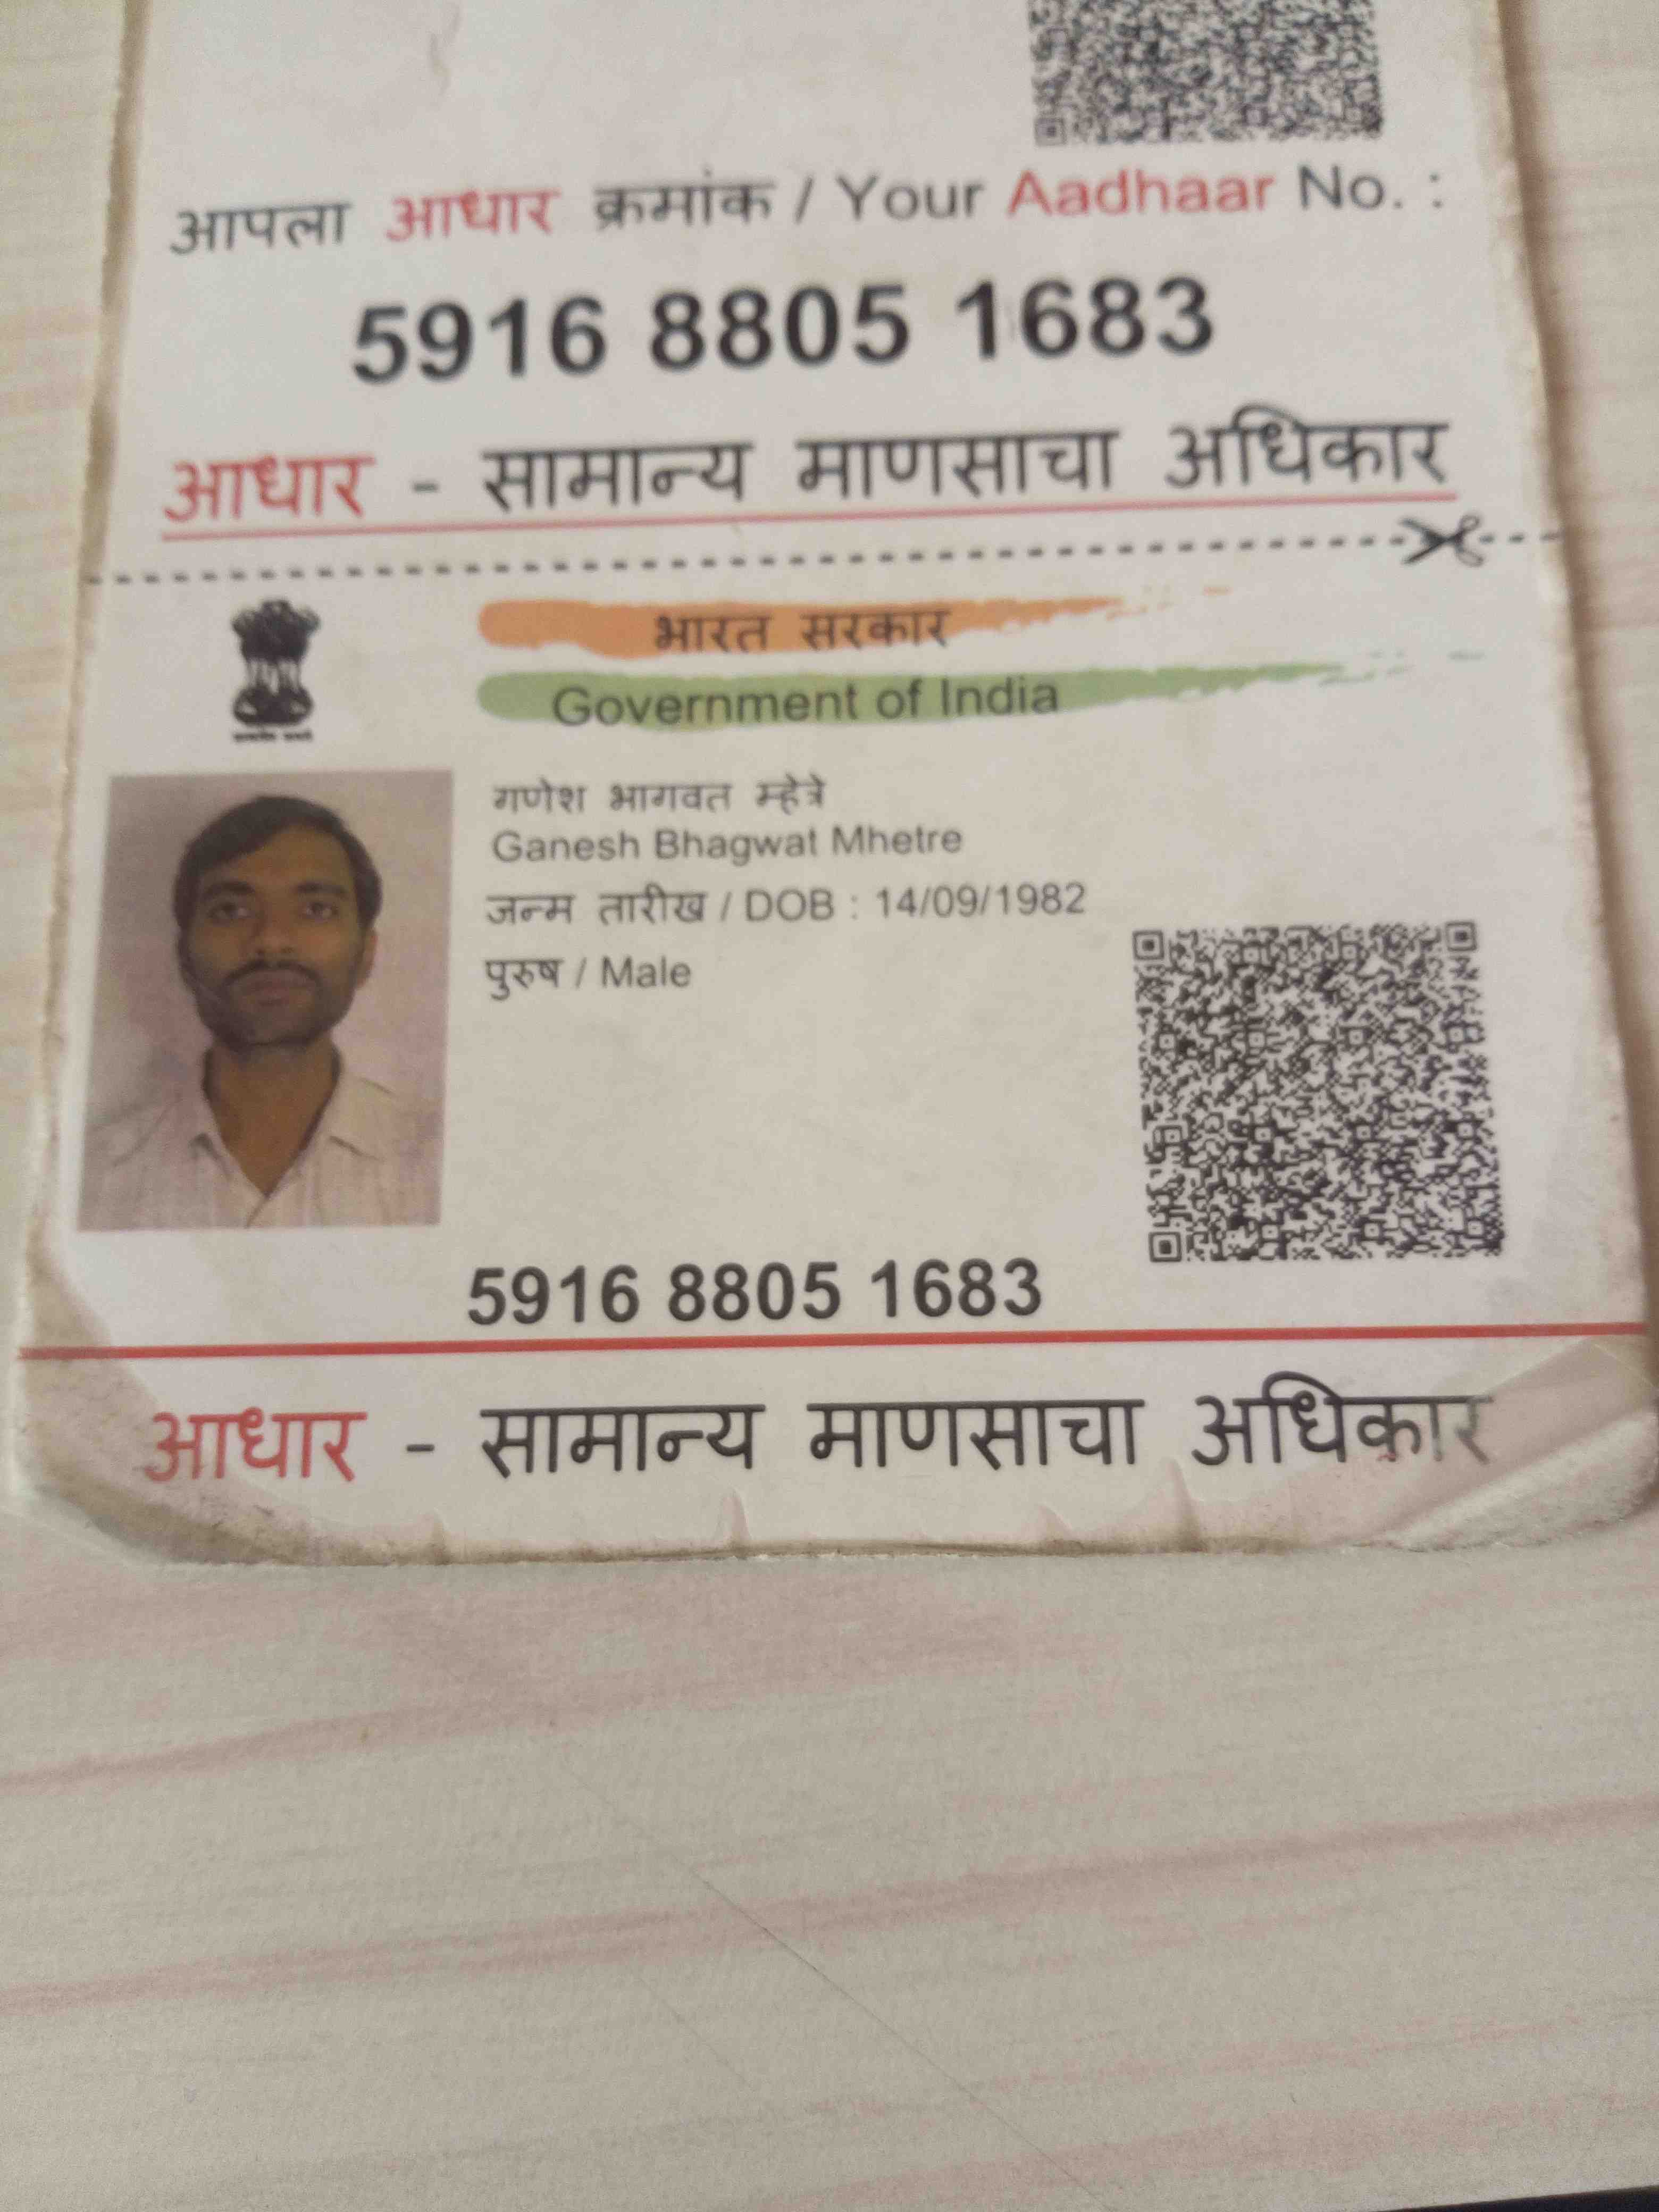 आपला आधार क्रमांक / Your Aadhaar No. :
5916 8805 1683
आधार - सामान्य माणसाचा अधिकार
भारत सरकार
Government of India
गणेश भागवत म्हेत्रे
Ganesh Bhagwat Mhetre
जन्म तारीख / DOB : 14/09/1982
पुरुष / Male
5916 8805 1683
आधार - सामान्य माणसाचा अधिकार